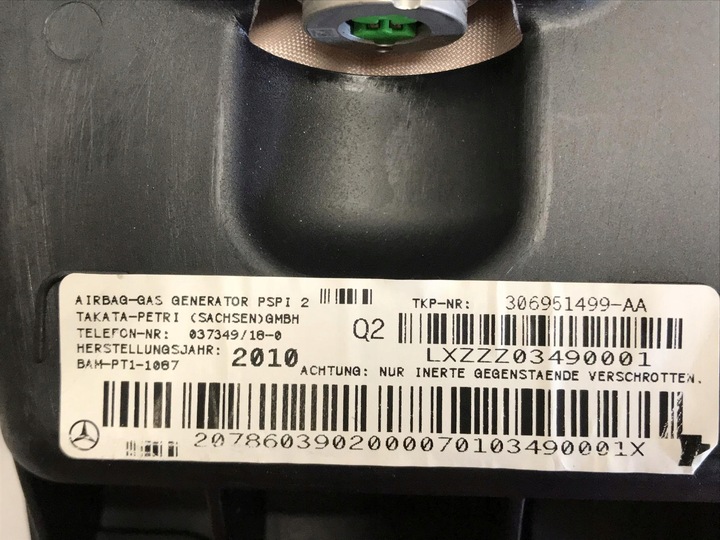 AIRBAG-GAS GENERATOR PSPI 2
TAKATA-PETRI (SACHSEN)GMBH
TELEFON-NR: 037349/18-0
HERSTELLUNGSJAHR: 2010
BAM-PT1-1087
TKP-NR: 306951499-AA
Q2
LXZZZ03490001
ACHTUNG: NUR INERTE GEGENSTAENDE VERSCHROTTEN.
2078603902000070103490001X